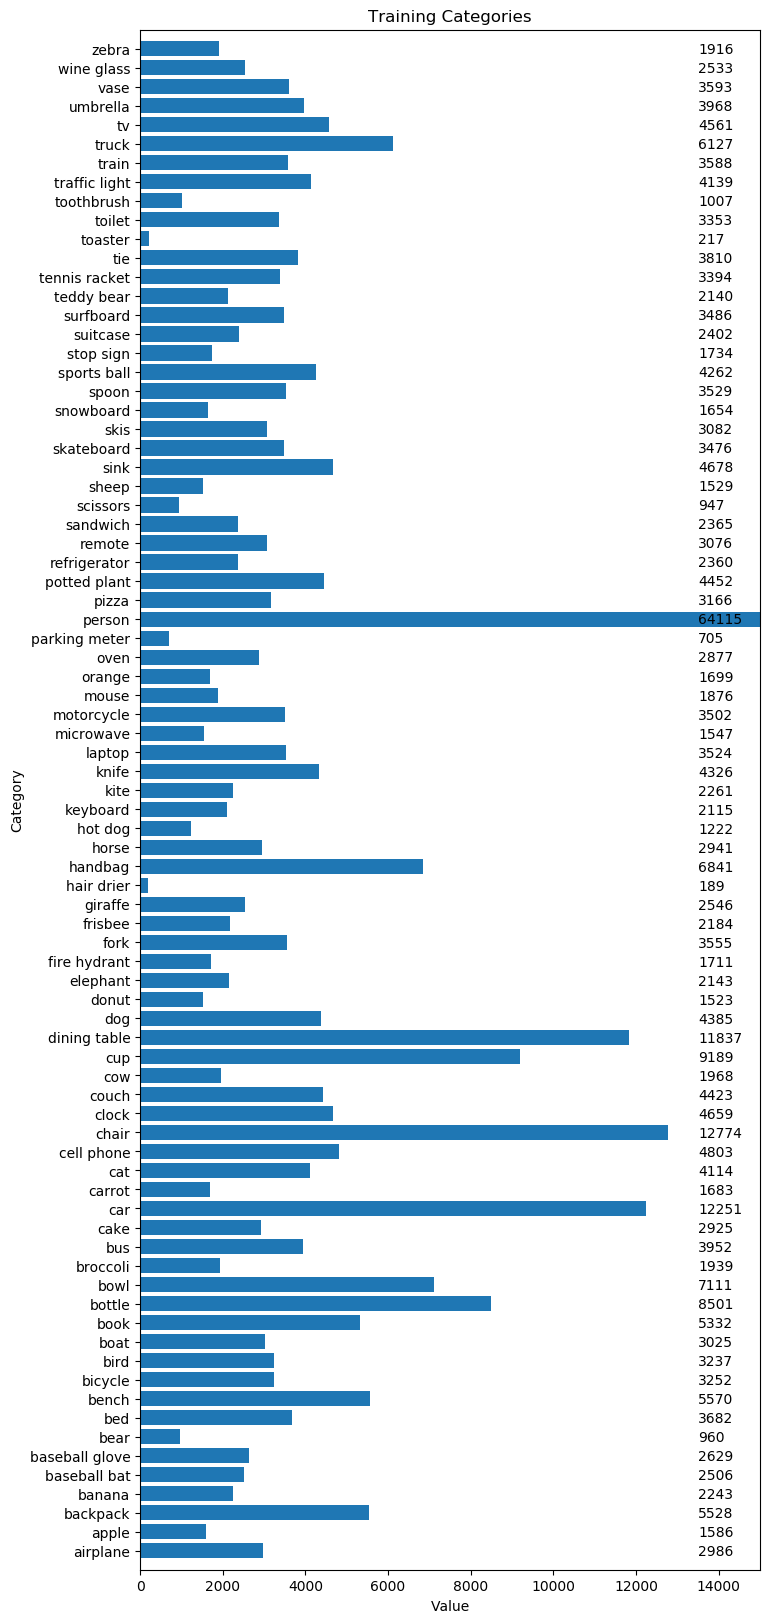 Training Categories
zebra 1916
wine glass 2533
vase 3593
umbrella 3968
tv 4561
truck 6127
train 3588
traffic light 4139
toothbrush 1007
toilet 3353
toaster 217
tie 3810
tennis racket 3394
teddy bear 2140
surfboard 3486
suitcase 2402
stop sign 1734
sports ball 4262
spoon 3529
snowboard 1654
skis 3082
skateboard 3476
sink 4678
sheep 1529
scissors 947
sandwich 2365
remote 3076
refrigerator 2360
potted plant 4452
pizza 3166
person 64115
parking meter 705
oven 2877
orange 1699
mouse 1876
motorcycle 3502
microwave 1547
laptop 3524
knife 4326
kite 2261
keyboard 2115
hot dog 1222
horse 2941
handbag 6841
hair drier 189
giraffe 2546
frisbee 2184
fork 3555
fire hydrant 1711
elephant 2143
donut 1523
dog 4385
dining table 11837
cup 9189
cow 1968
couch 4423
clock 4659
chair 12774
cell phone 4803
cat 4114
carrot 1683
car 12251
cake 2925
bus 3952
broccoli 1939
bowl 7111
bottle 8501
book 5332
boat 3025
bird 3237
bicycle 3252
bench 5570
bed 3682
bear 960
baseball glove 2629
baseball bat 2506
banana 2243
backpack 5528
apple 1586
airplane 2986
Category
0 2000 4000 6000 8000 10000 12000 14000
Value